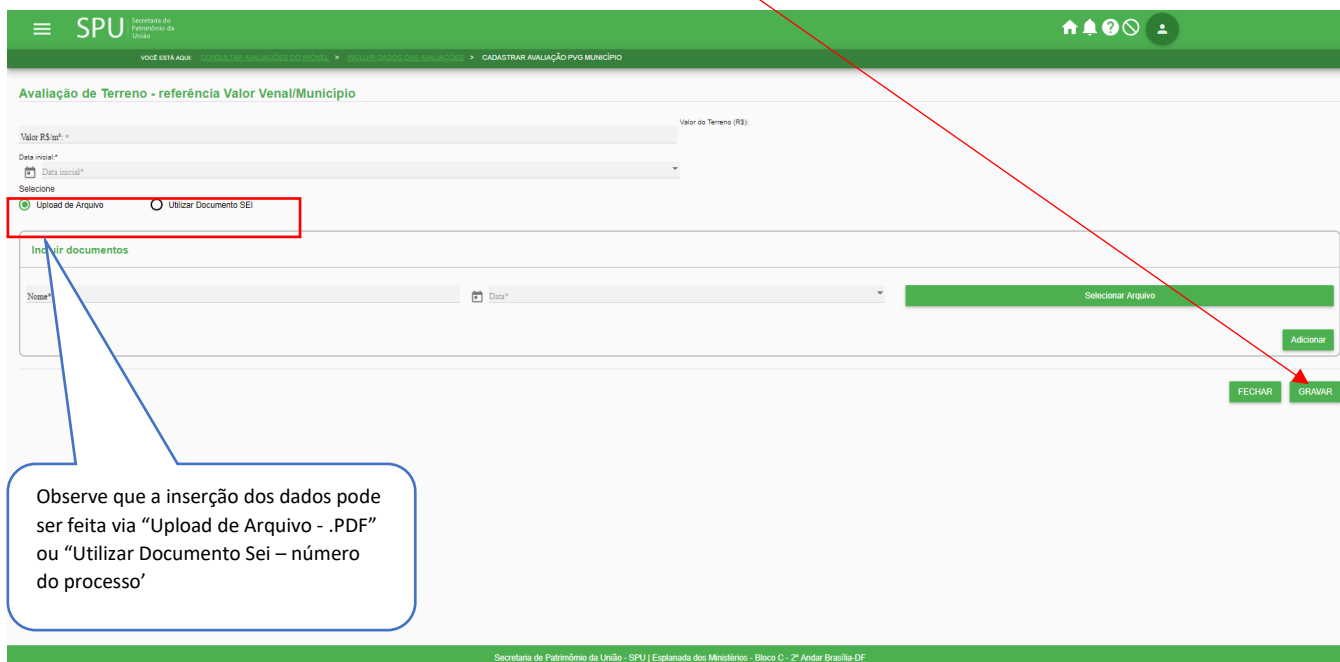 SPU Secretaria do
Patrimônio da
União
VOCÊ ESTÁ AQUI: CONSULTAR AVALIAÇÕES DO IMÓVEL > INCLUIR DADOS DAS AVALIAÇÕES > CADASTRAR AVALIAÇÃO PVG MUNICÍPIO
Avaliação de Terreno - referência Valor Venal/Município
Valor R$/m²: *
Valor do Terreno (R$):
Data inicial:*
Data inicial*
Selecione
Upload de Arquivo
Utilizar Documento SEI
Incluir documentos
Nome*
Data*
Selecionar Arquivo
Adicionar
FECHAR
GRAVAR
Observe que a inserção dos dados pode
ser feita via “Upload de Arquivo - .PDF”
ou “Utilizar Documento Sei – número
do processo’
Secretaria de Patrimômio da União - SPU | Esplanada dos Ministérios - Bloco C - 2º Andar Brasília-DF